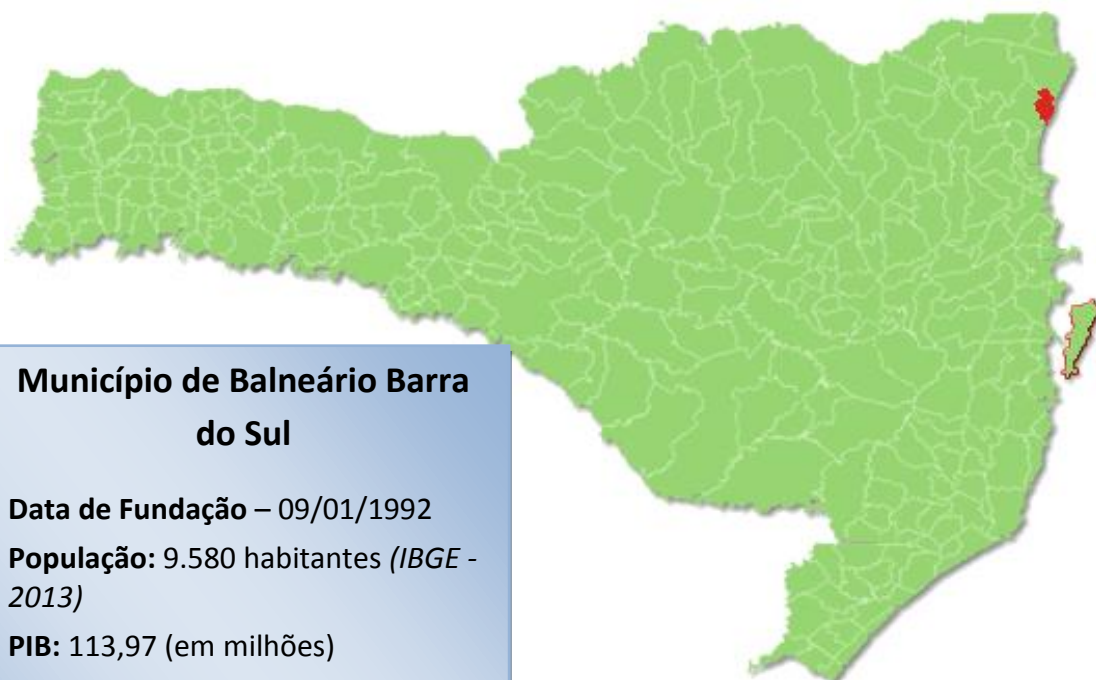 Município de Balneário Barra
do Sul
Data de Fundação – 09/01/1992
População: 9.580 habitantes (IBGE -
2013)
PIB: 113,97 (em milhões)